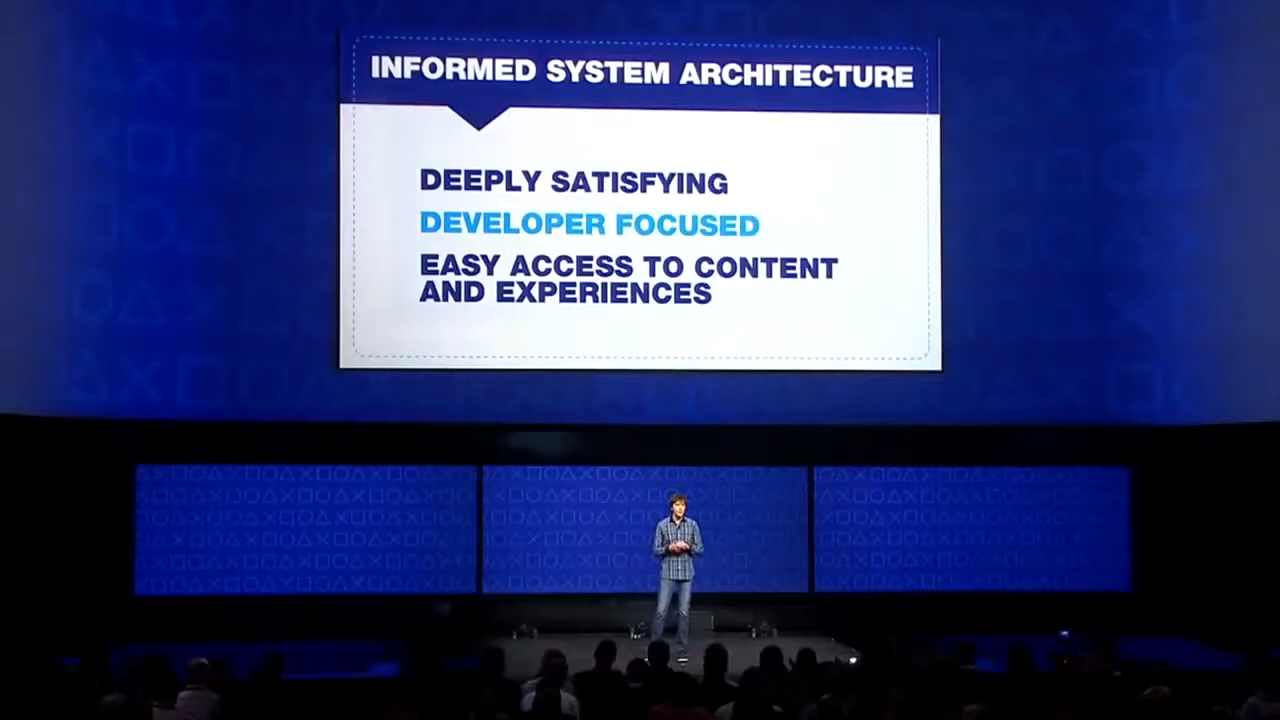 INFORMED SYSTEM ARCHITECTURE
DEEPLY SATISFYING
DEVELOPER FOCUSED
EASY ACCESS TO CONTENT
AND EXPERIENCES